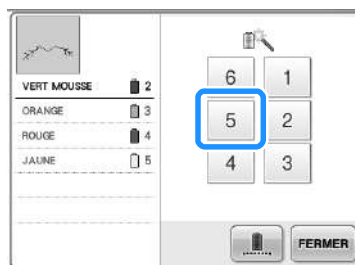 VERT MOUSSE 2
ORANGE 3
ROUGE 4
JAUNE 5
6 1
5 2
4 3
FERMER